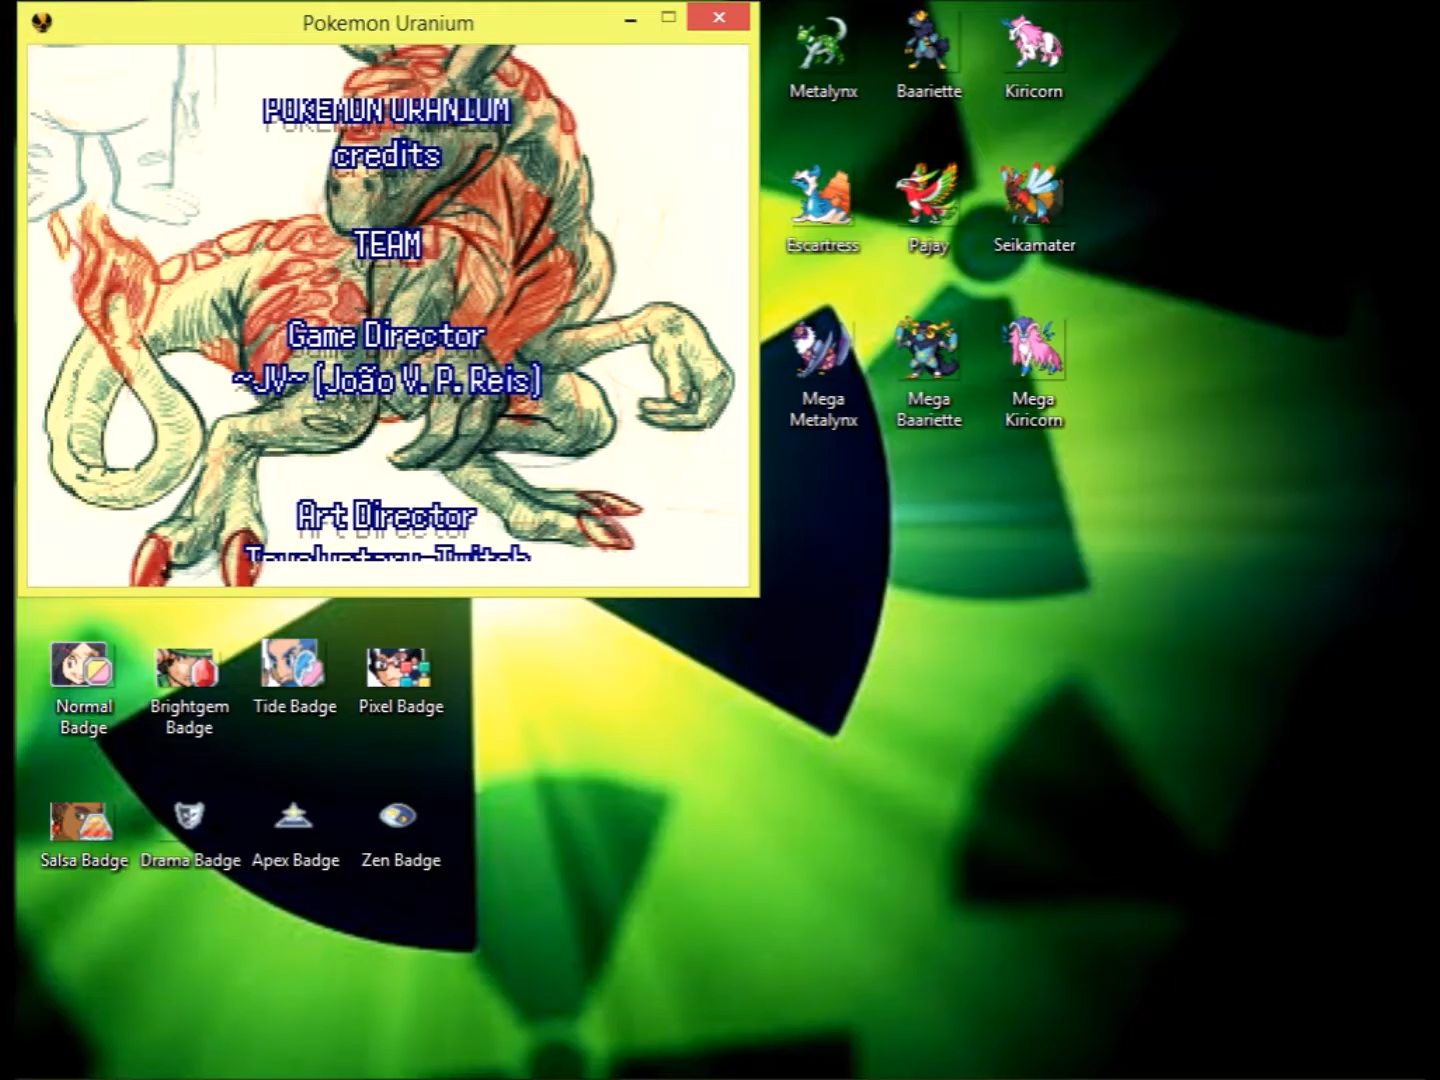 Pokemon Uranium
POKEMON URANIUM
credits
TEAM
Game Director
~JV~ (João V. P. Reis)
Art Director
Involuntary-Twitch
Metalynx
Baariette
Kiricorn
Escartress
Pajay
Seikamater
Mega
Metalynx
Mega
Baariette
Mega
Kiricorn
Normal
Badge
Brightgem
Badge
Tide Badge
Pixel Badge
Salsa Badge
Drama Badge
Apex Badge
Zen Badge